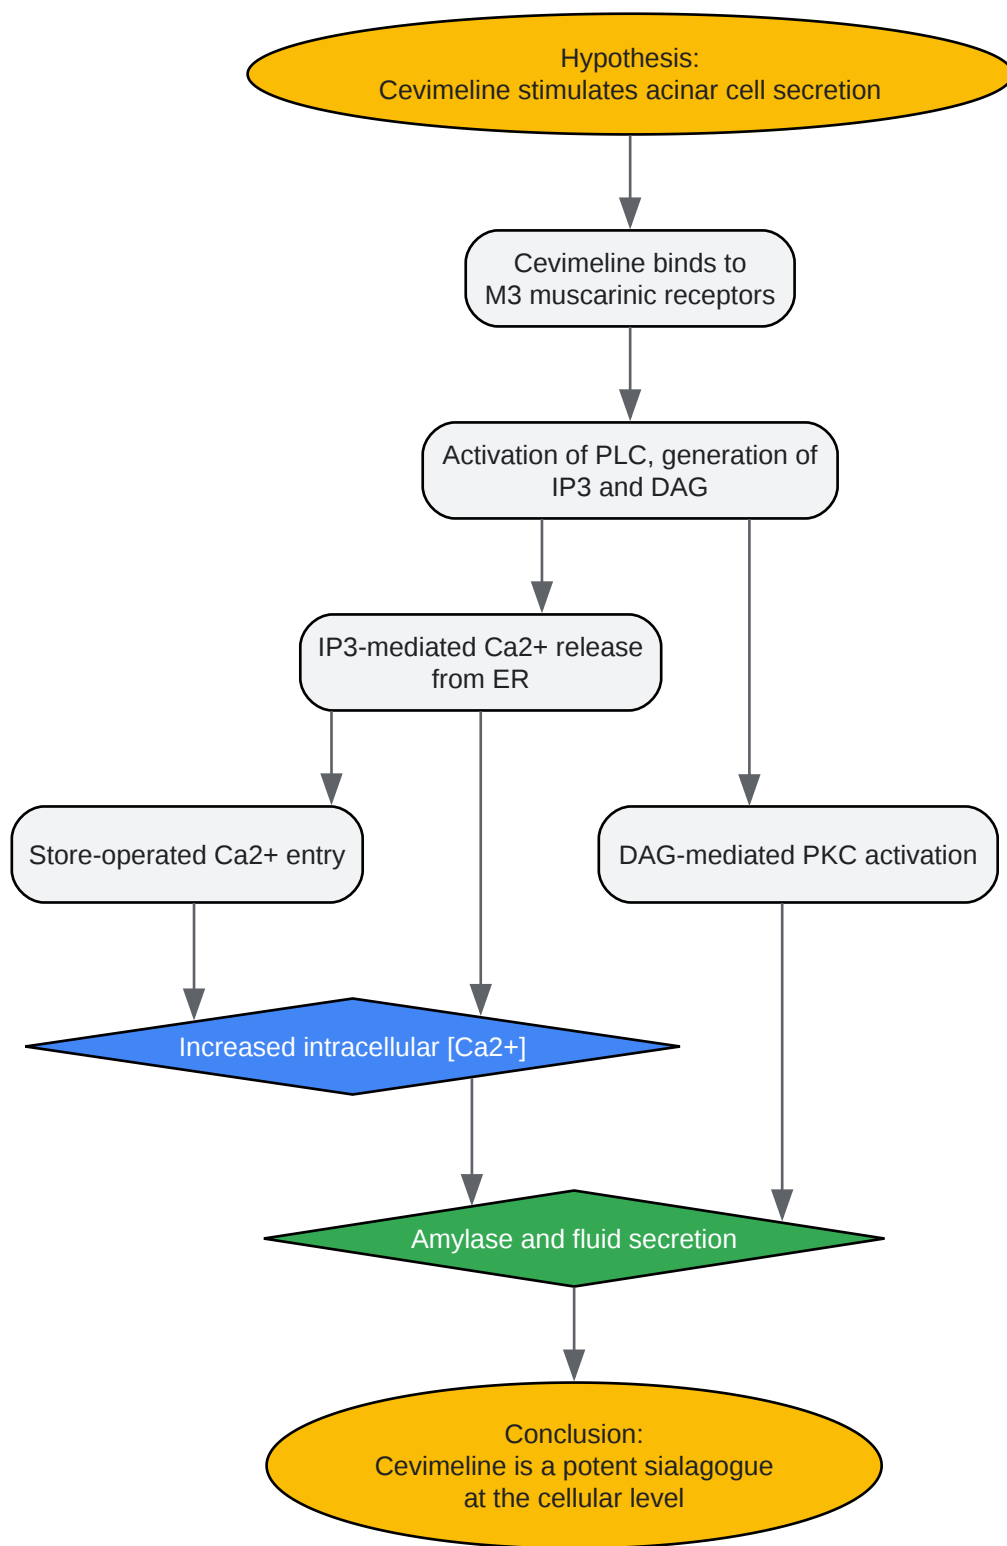 Hypothesis:
Cevimeline stimulates acinar cell secretion
Cevimeline binds to
M3 muscarinic receptors
Activation of PLC, generation of
IP3 and DAG
IP3-mediated Ca2+ release
from ER
Store-operated Ca2+ entry
DAG-mediated PKC activation
Increased intracellular [Ca2+]
Amylase and fluid secretion
Conclusion:
Cevimeline is a potent sialagogue
at the cellular level